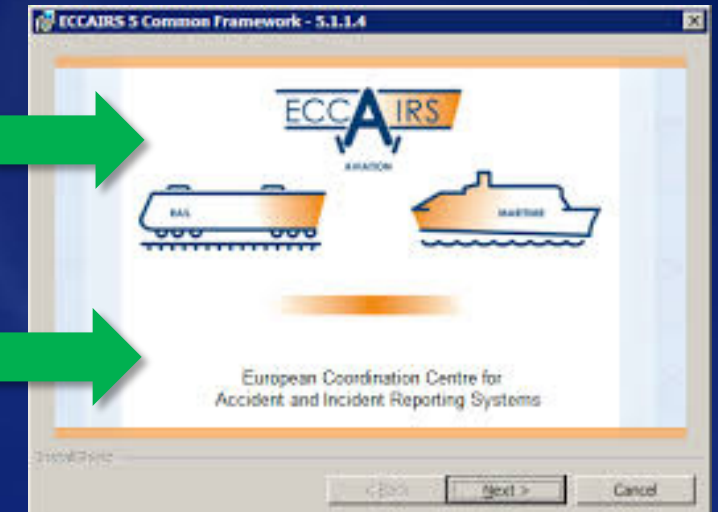 ECCAIRS 5 Common Framework - 5.1.1.4
ECCAIRS
AVIATION
RAIL
MARITIME
European Coordination Centre for
Accident and Incident Reporting Systems
< Back
Next >
Cancel